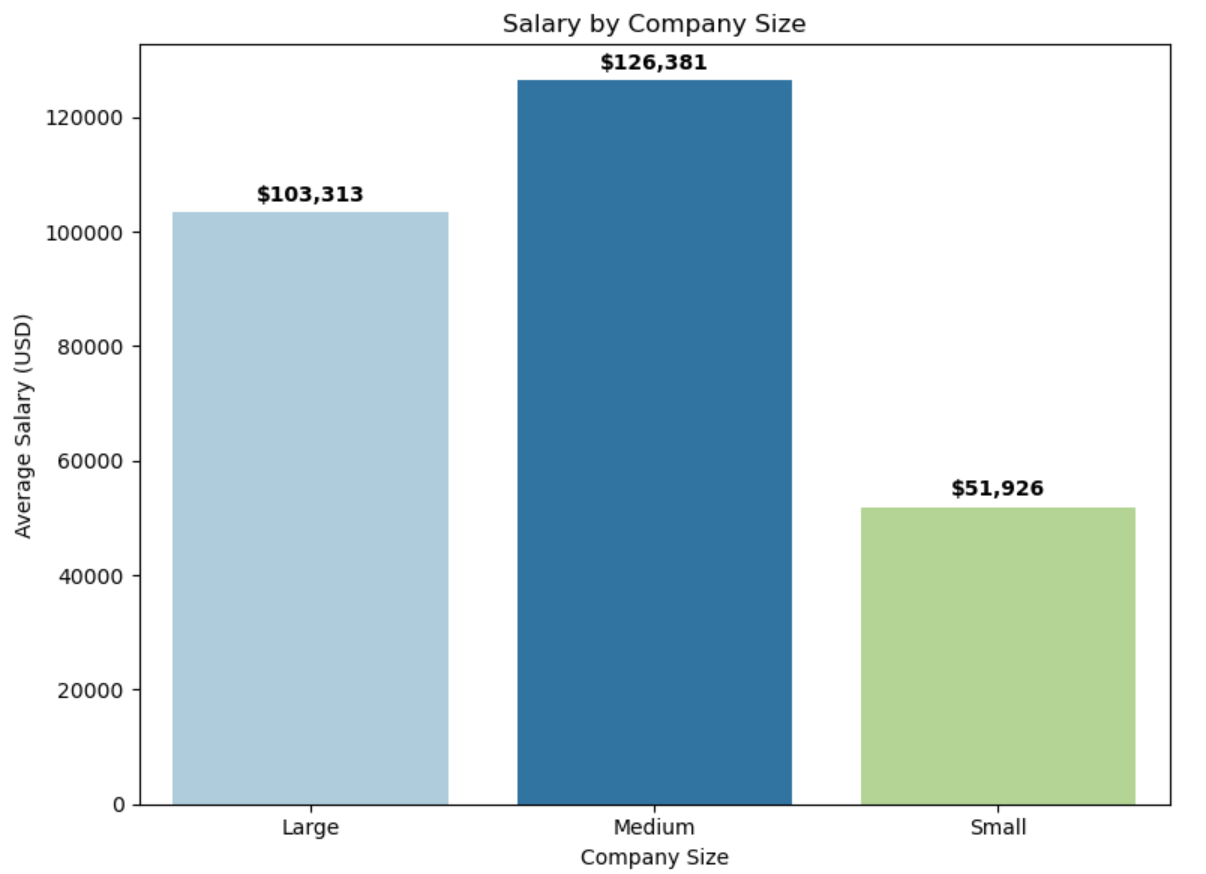 Salary by Company Size
$126,381
120000
$103,313
100000
80000
Average Salary (USD)
60000
$51,926
40000
20000
0
Large Medium Small
Company Size